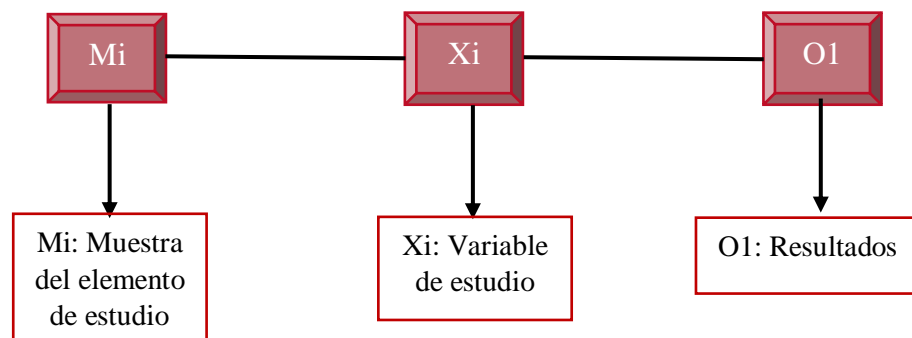 Mi
Xi
O1
Mi: Muestra
del elemento
de estudio
Xi: Variable
de estudio
O1: Resultados